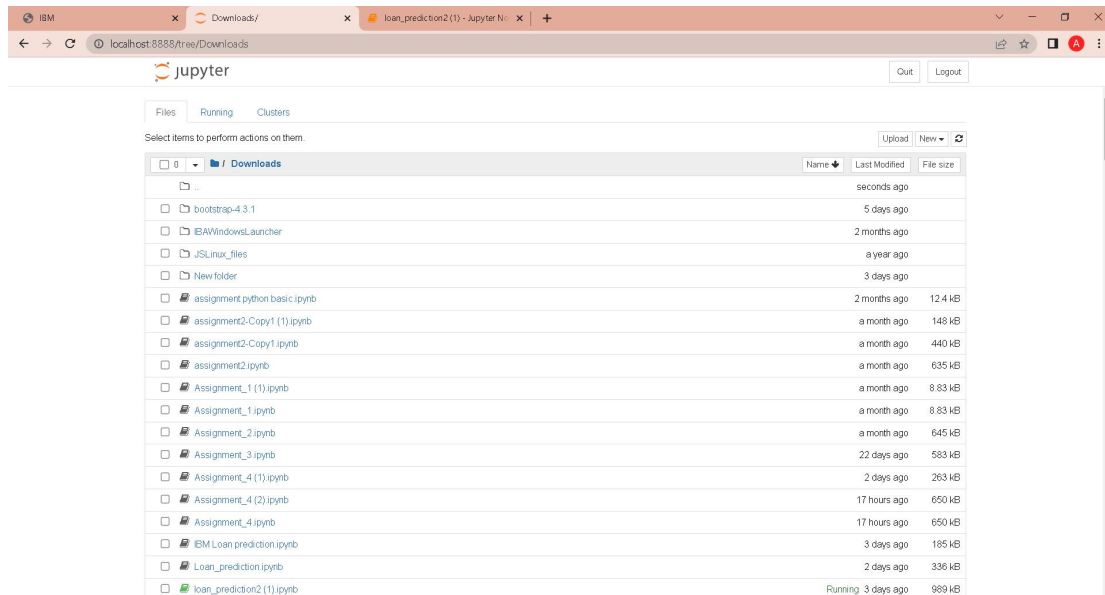 IBM Downloads/ loan_prediction2 (1) - Jupyter No
localhost:8888/tree/Downloads A
jupyter Quit Logout
Files Running Clusters
Select items to perform actions on them. Upload New
0 / Downloads Name Last Modified File size
.. seconds ago
bootstrap-4.3.1 5 days ago
IBAWindowsLauncher 2 months ago
JSLinux_files a year ago
New folder 3 days ago
assignment python basic.ipynb 2 months ago 12.4 kB
assignment2-Copy1 (1).ipynb a month ago 148 kB
assignment2-Copy1.ipynb a month ago 440 kB
assignment2.ipynb a month ago 635 kB
Assignment_1 (1).ipynb a month ago 8.83 kB
Assignment_1.ipynb a month ago 8.83 kB
Assignment_2.ipynb a month ago 645 kB
Assignment_3.ipynb 22 days ago 583 kB
Assignment_4 (1).ipynb 2 days ago 263 kB
Assignment_4 (2).ipynb 17 hours ago 650 kB
Assignment_4.ipynb 17 hours ago 650 kB
IBM Loan prediction.ipynb 3 days ago 185 kB
Loan_prediction.ipynb 2 days ago 336 kB
loan_prediction2 (1).ipynb Running 3 days ago 989 kB